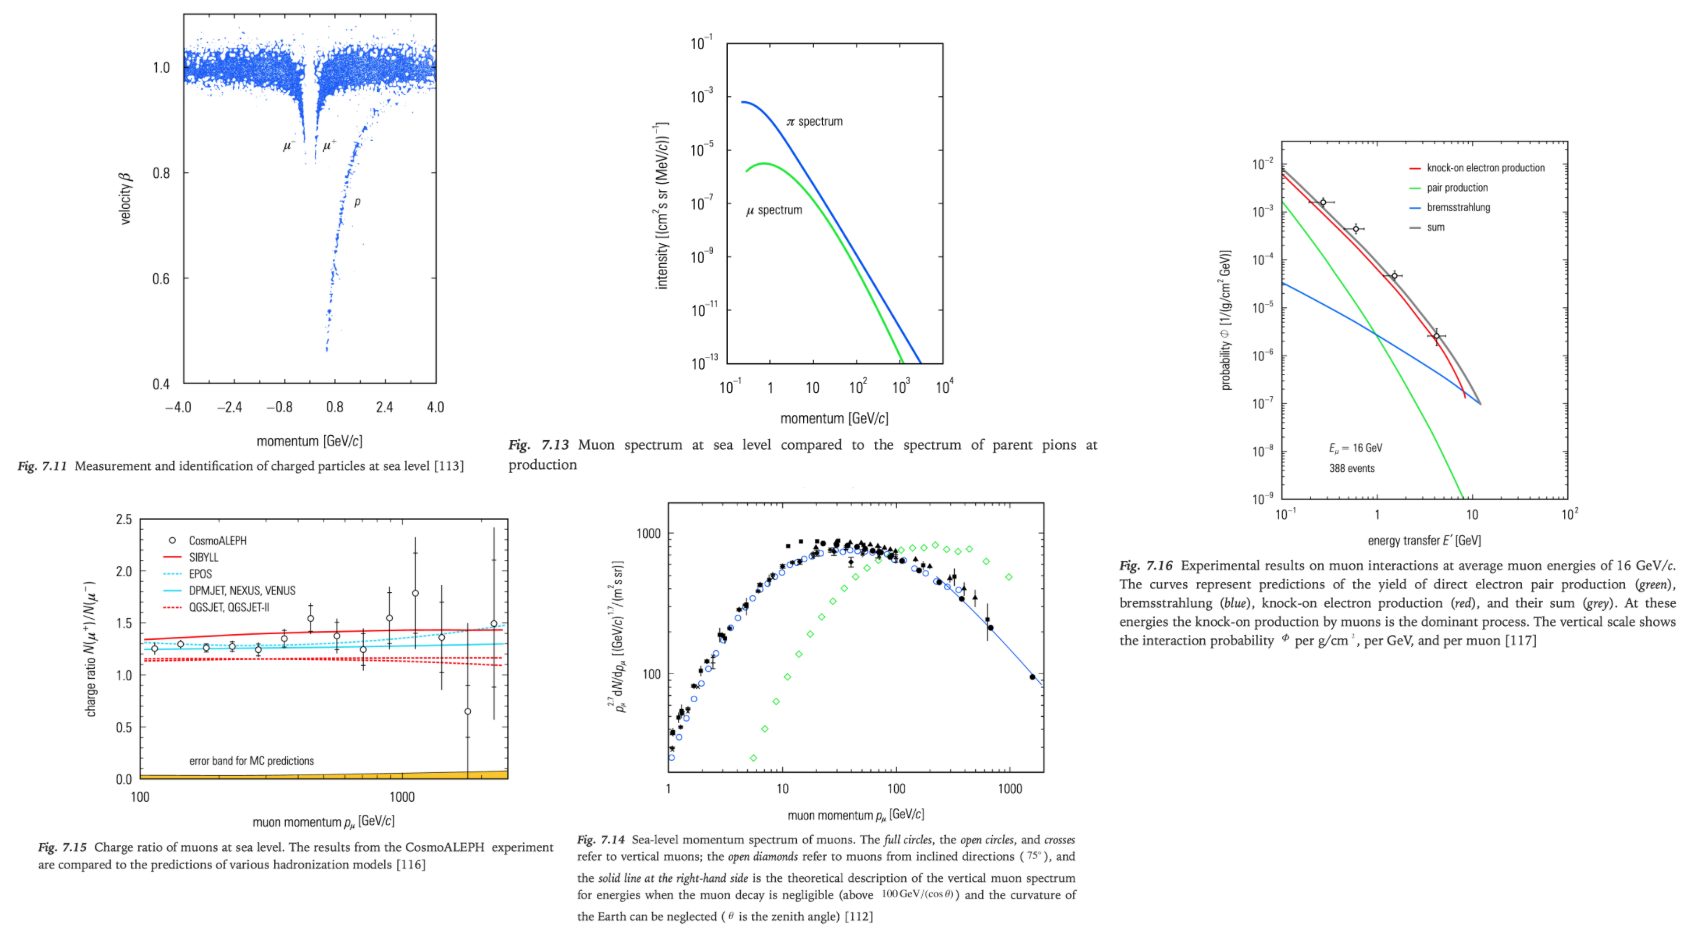 1.0
0.8
0.6
0.4
velocity β
μ⁻
μ⁺
p
−4.0 −2.4 −0.8 0.8 2.4 4.0
momentum [GeV/c]
Fig. 7.11 Measurement and identification of charged particles at sea level [113]
10⁻¹
10⁻³
10⁻⁵
10⁻⁷
10⁻⁹
10⁻¹¹
10⁻¹³
intensity [(cm²s sr (MeV/c))⁻¹]
π spectrum
μ spectrum
10⁻¹ 1 10 10² 10³ 10⁴
momentum [GeV/c]
Fig. 7.13 Muon spectrum at sea level compared to the spectrum of parent pions at
production
10⁻²
10⁻³
10⁻⁴
10⁻⁵
10⁻⁶
10⁻⁷
10⁻⁸
10⁻⁹
probability Φ [1/(g/cm² GeV)]
knock-on electron production
pair production
bremsstrahlung
sum
Eμ = 16 GeV
388 events
10⁻¹ 1 10 10²
energy transfer E′ [GeV]
Fig. 7.16 Experimental results on muon interactions at average muon energies of 16 GeV/c.
The curves represent predictions of the yield of direct electron pair production (green),
bremsstrahlung (blue), knock-on electron production (red), and their sum (grey). At these
energies the knock-on production by muons is the dominant process. The vertical scale shows
the interaction probability Φ per g/cm², per GeV, and per muon [117]
2.5
2.0
1.5
1.0
0.5
0.0
charge ratio N(μ⁺)/N(μ⁻)
CosmoALEPH
SIBYLL
EPOS
DPMJET, NEXUS, VENUS
QGSJET, QGSJET-II
error band for MC predictions
100 1000
muon momentum pμ [GeV/c]
Fig. 7.15 Charge ratio of muons at sea level. The results from the CosmoALEPH experiment
are compared to the predictions of various hadronization models [116]
1000
100
pμ²·⁷ dN/dpμ [(GeV/c)¹·⁷/(m² s sr)]
1 10 100 1000
muon momentum pμ [GeV/c]
Fig. 7.14 Sea-level momentum spectrum of muons. The full circles, the open circles, and crosses
refer to vertical muons; the open diamonds refer to muons from inclined directions (75°), and
the solid line at the right-hand side is the theoretical description of the vertical muon spectrum
for energies when the muon decay is negligible (above 100 GeV/(cos θ)) and the curvature of
the Earth can be neglected (θ is the zenith angle) [112]